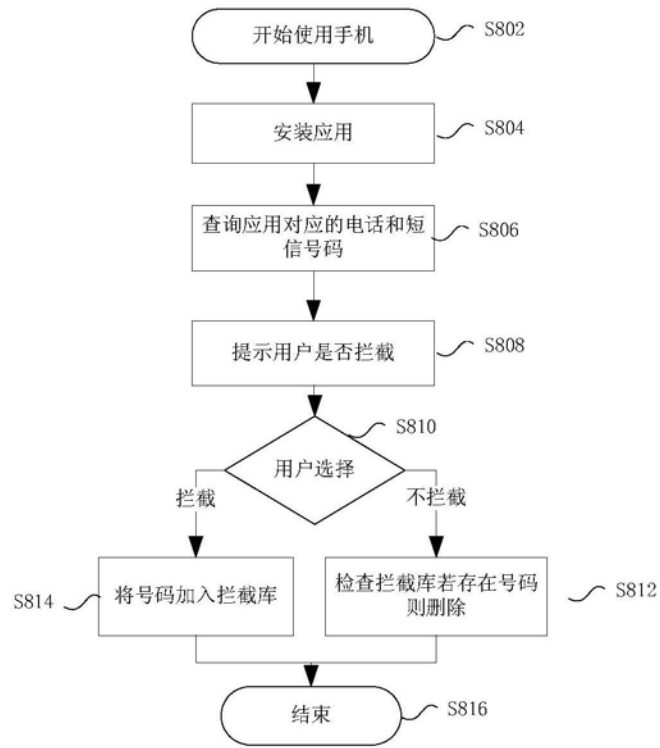 开始使用手机
S802
安装应用
S804
查询应用对应的电话和短
信号码
S806
提示用户是否拦截
S808
S810
用户选择
拦截
不拦截
S814
将号码加入拦截库
检查拦截库若存在号码
则删除
S812
结束
S816